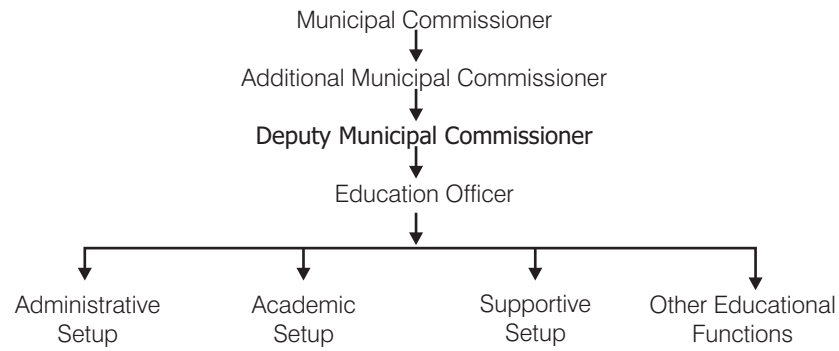 Municipal Commissioner
Additional Municipal Commissioner
Deputy Municipal Commissioner
Education Officer
Administrative
Setup
Academic
Setup
Supportive
Setup
Other Educational
Functions